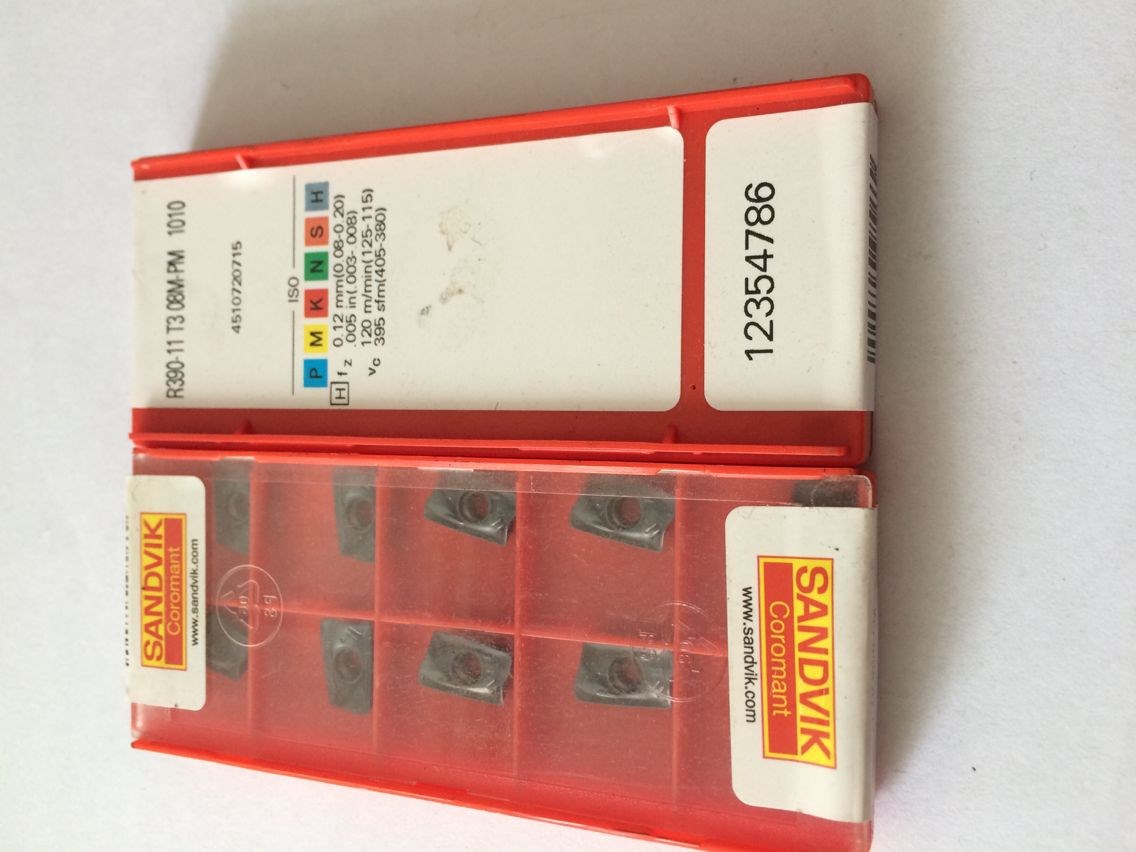 R390-11 T3 08M-PM 1010
4510720715
ISO
P M K N S H
H fz 0.12 mm(0.08-0.20)
.005 in(.003-.008)
vc 120 m/min(125-115)
395 sfm(405-380)
12354786
SANDVIK
Coromant
www.sandvik.com
SANDVIK
Coromant
www.sandvik.com